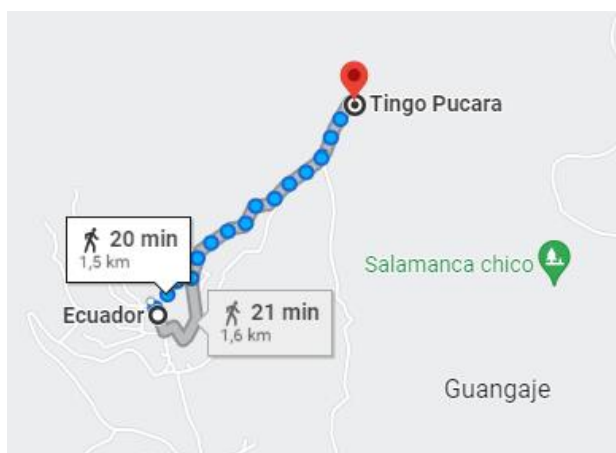 Tingo Pucara
20 min
1,5 km
Salamanca chico
Ecuador
21 min
1,6 km
Guangaje